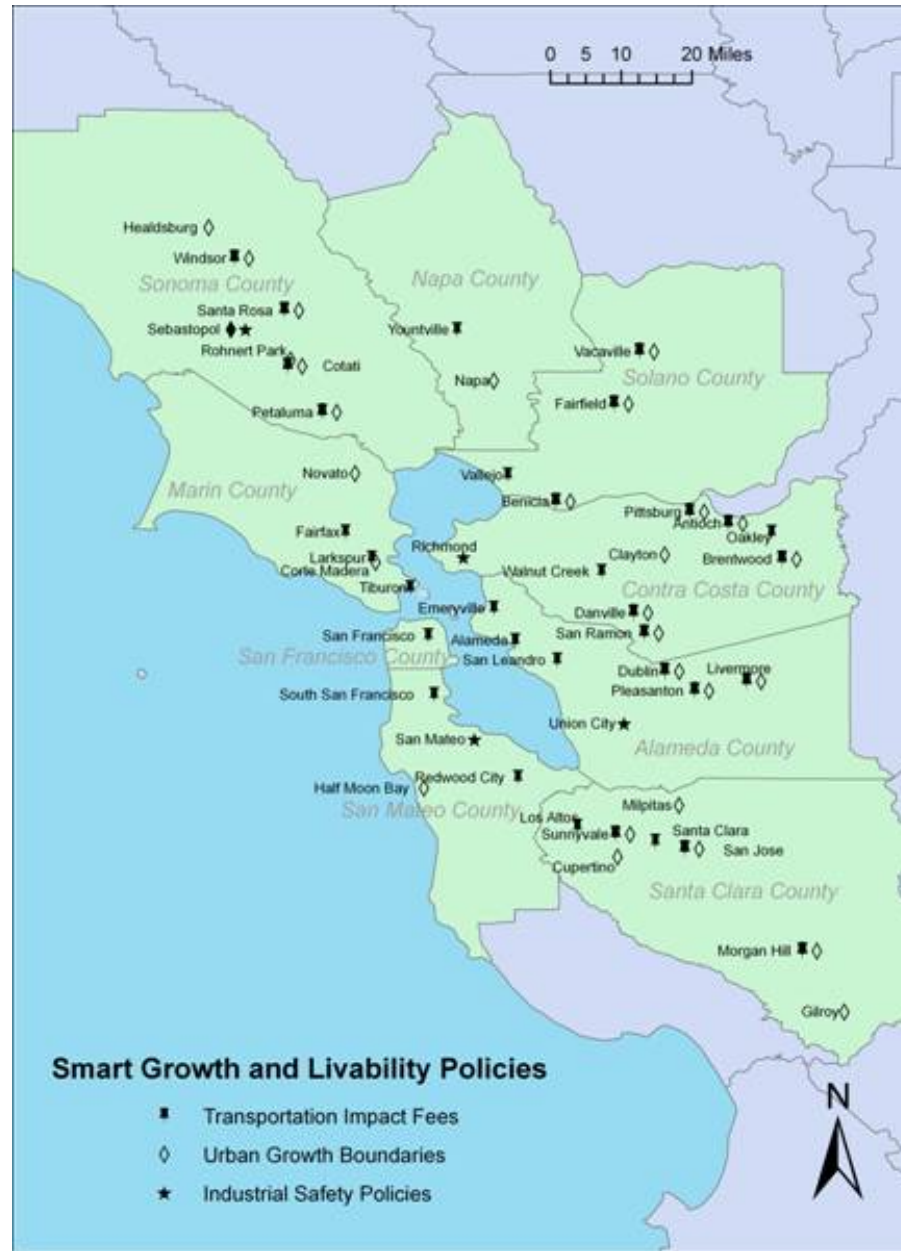 0 5 10 20 Miles
Healdsburg
Windsor
Sonoma County
Napa County
Santa Rosa
Sebastopol
Yountville
Rohnert Park
Vacaville
Cotati
Napa
Solano County
Fairfield
Petaluma
Novato
Vallejo
Marin County
Benicia
Pittsburg
Antioch
Fairfax
Oakley
Richmond
Larkspur
Clayton
Brentwood
Corte Madera
Walnut Creek
Tiburon
Contra Costa County
Emeryville
Danville
San Francisco
Alameda
San Ramon
San Francisco County
San Leandro
Dublin
Livermore
South San Francisco
Pleasanton
Union City
San Mateo
Alameda County
Redwood City
Half Moon Bay
San Mateo County
Milpitas
Los Altos
Sunnyvale
Santa Clara
San Jose
Cupertino
Santa Clara County
Morgan Hill
Gilroy
Smart Growth and Livability Policies
N
Transportation Impact Fees
Urban Growth Boundaries
Industrial Safety Policies